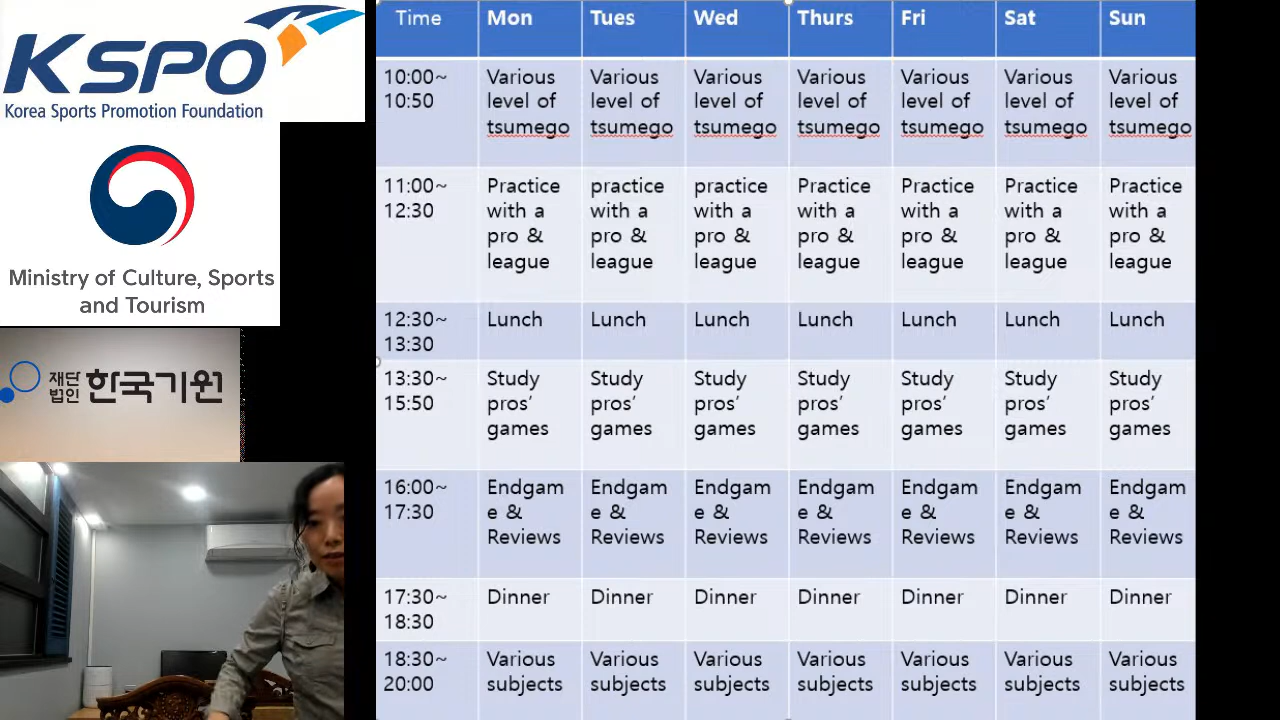 KSPO
Korea Sports Promotion Foundation
Ministry of Culture, Sports
and Tourism
재단
법인 한국기원
Time Mon Tues Wed Thurs Fri Sat Sun
10:00~ Various Various Various Various Various Various Various
10:50 level of level of level of level of level of level of level of
tsumego tsumego tsumego tsumego tsumego tsumego tsumego
11:00~ Practice practice practice Practice Practice Practice Practice
12:30 with a with a with a with a with a with a with a
pro & pro & pro & pro & pro & pro & pro &
league league league league league league league
12:30~ Lunch Lunch Lunch Lunch Lunch Lunch Lunch
13:30
13:30~ Study Study Study Study Study Study Study
15:50 pros’ pros’ pros’ pros’ pros’ pros’ pros’
games games games games games games games
16:00~ Endgam Endgam Endgam Endgam Endgam Endgam Endgam
17:30 e & e & e & e & e & e & e &
Reviews Reviews Reviews Reviews Reviews Reviews Reviews
17:30~ Dinner Dinner Dinner Dinner Dinner Dinner Dinner
18:30
18:30~ Various Various Various Various Various Various Various
20:00 subjects subjects subjects subjects subjects subjects subjects